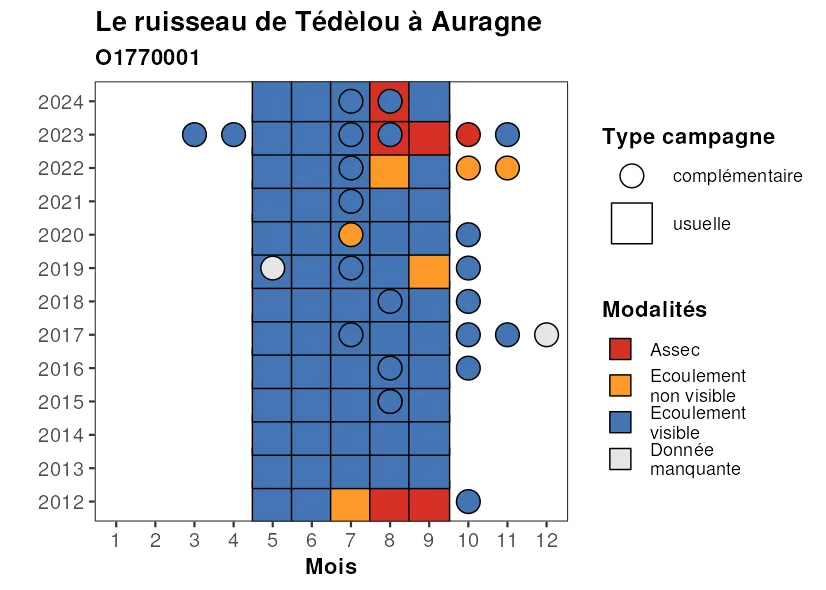 Le ruisseau de Tédèlou à Auragne
O1770001
2024
2023
2022
2021
2020
2019
2018
2017
2016
2015
2014
2013
2012
1 2 3 4 5 6 7 8 9 10 11 12
Mois
Type campagne
complémentaire
usuelle
Modalités
Assec
Ecoulement
non visible
Ecoulement
visible
Donnée
manquante